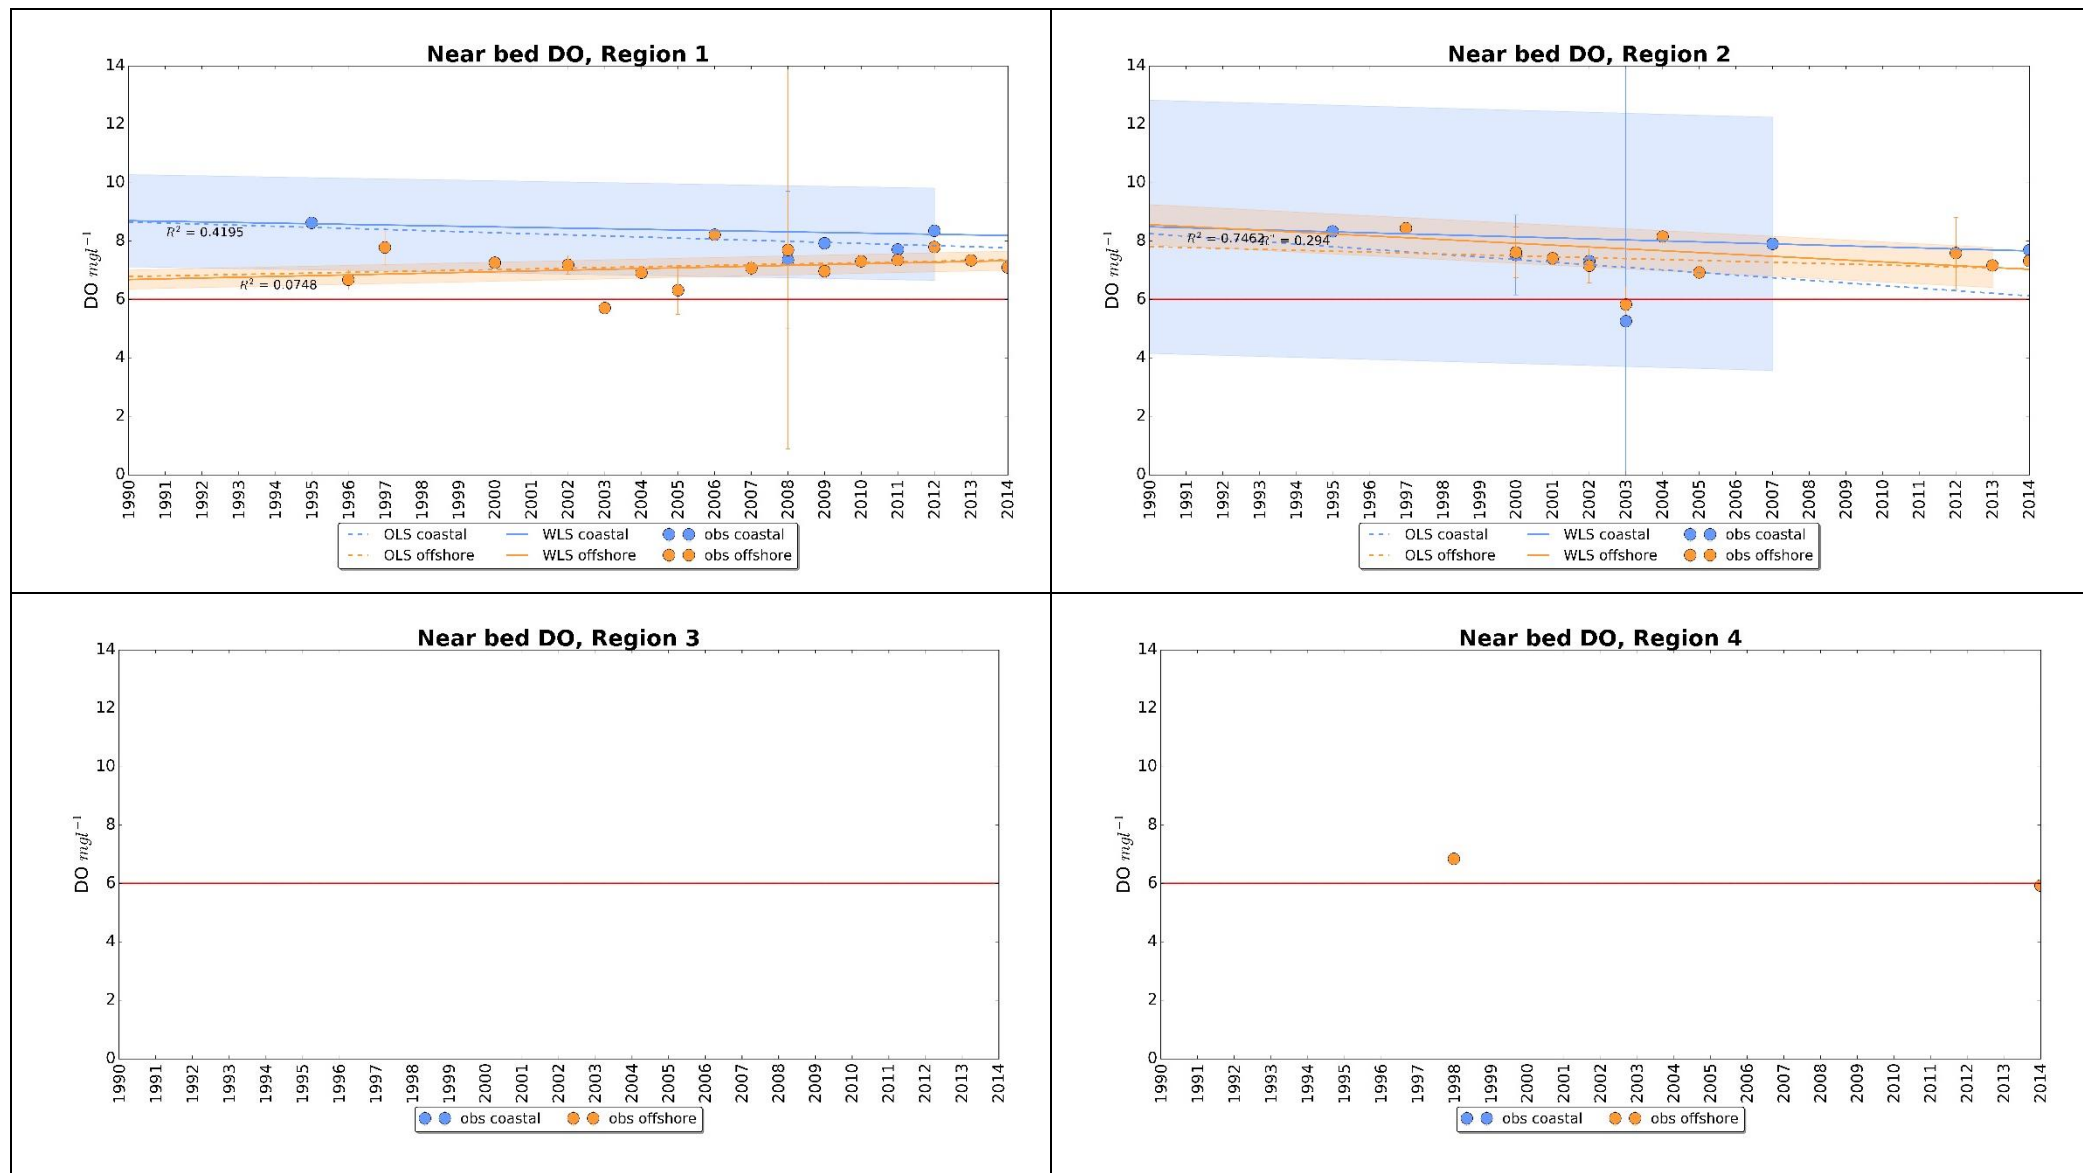 Near bed DO, Region 1
14
12
10
8
6
4
2
0
DO mgl⁻¹
R² = 0.4195
R² = 0.0748
1990 1991 1992 1993 1994 1995 1996 1997 1998 1999 2000 2001 2002 2003 2004 2005 2006 2007 2008 2009 2010 2011 2012 2013 2014
OLS coastal WLS coastal obs coastal
OLS offshore WLS offshore obs offshore
Near bed DO, Region 2
14
12
10
8
6
4
2
0
DO mgl⁻¹
R² = 0.7462 R² = 0.294
1990 1991 1992 1993 1994 1995 1996 1997 1998 1999 2000 2001 2002 2003 2004 2005 2006 2007 2008 2009 2010 2011 2012 2013 2014
OLS coastal WLS coastal obs coastal
OLS offshore WLS offshore obs offshore
Near bed DO, Region 3
14
12
10
8
6
4
2
0
DO mgl⁻¹
1990 1991 1992 1993 1994 1995 1996 1997 1998 1999 2000 2001 2002 2003 2004 2005 2006 2007 2008 2009 2010 2011 2012 2013 2014
obs coastal obs offshore
Near bed DO, Region 4
14
12
10
8
6
4
2
0
DO mgl⁻¹
1990 1991 1992 1993 1994 1995 1996 1997 1998 1999 2000 2001 2002 2003 2004 2005 2006 2007 2008 2009 2010 2011 2012 2013 2014
obs coastal obs offshore